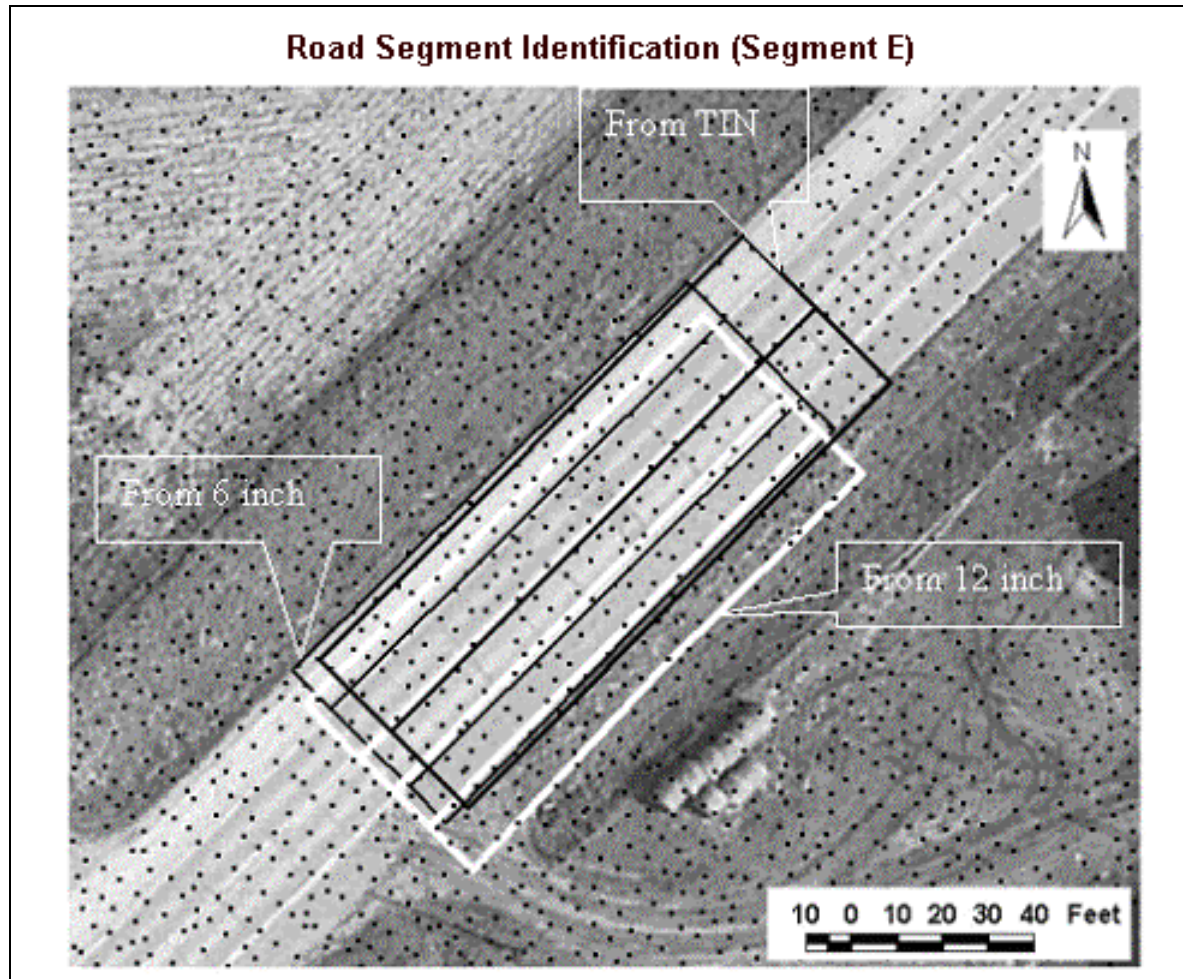 Road Segment Identification (Segment E)
From TIN
N
From 6 inch
From 12 inch
10 0 10 20 30 40 Feet